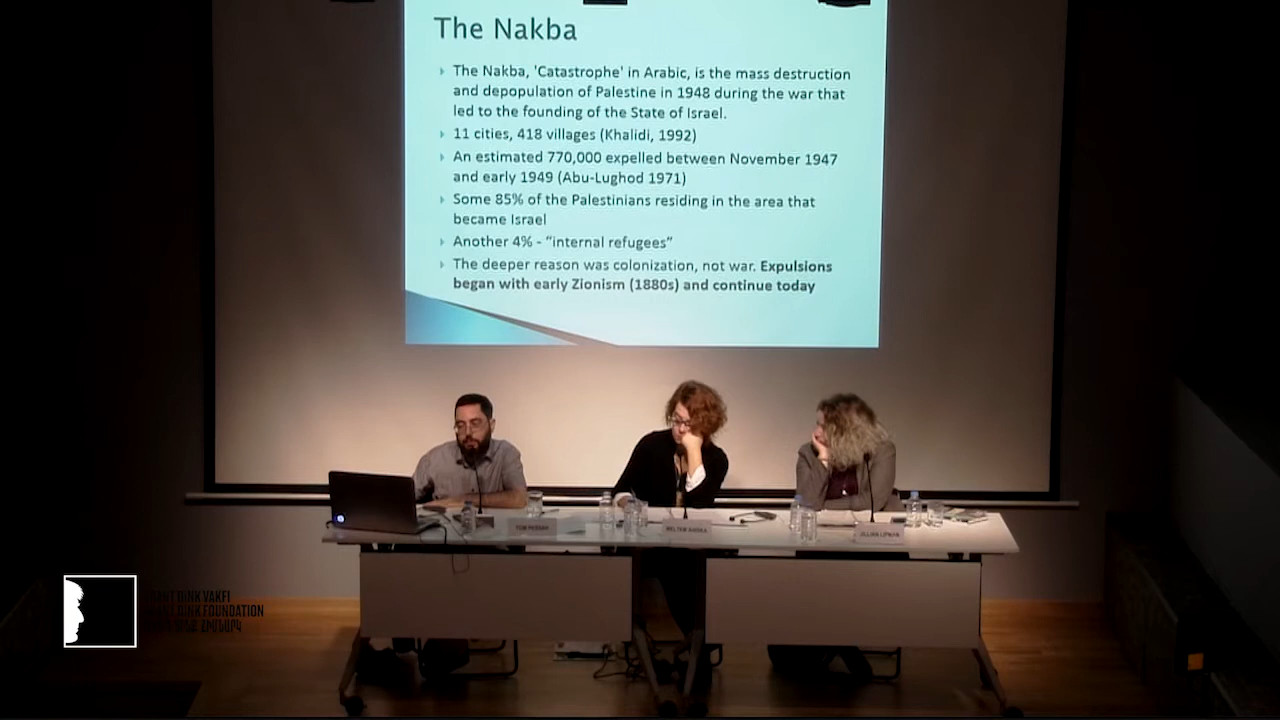 The Nakba
The Nakba, 'Catastrophe' in Arabic, is the mass destruction
and depopulation of Palestine in 1948 during the war that
led to the founding of the State of Israel.
11 cities, 418 villages (Khalidi, 1992)
An estimated 770,000 expelled between November 1947
and early 1949 (Abu-Lughod 1971)
Some 85% of the Palestinians residing in the area that
became Israel
Another 4% - “internal refugees”
The deeper reason was colonization, not war. Expulsions
began with early Zionism (1880s) and continue today
DINK VAKFI
DINK FOUNDATION